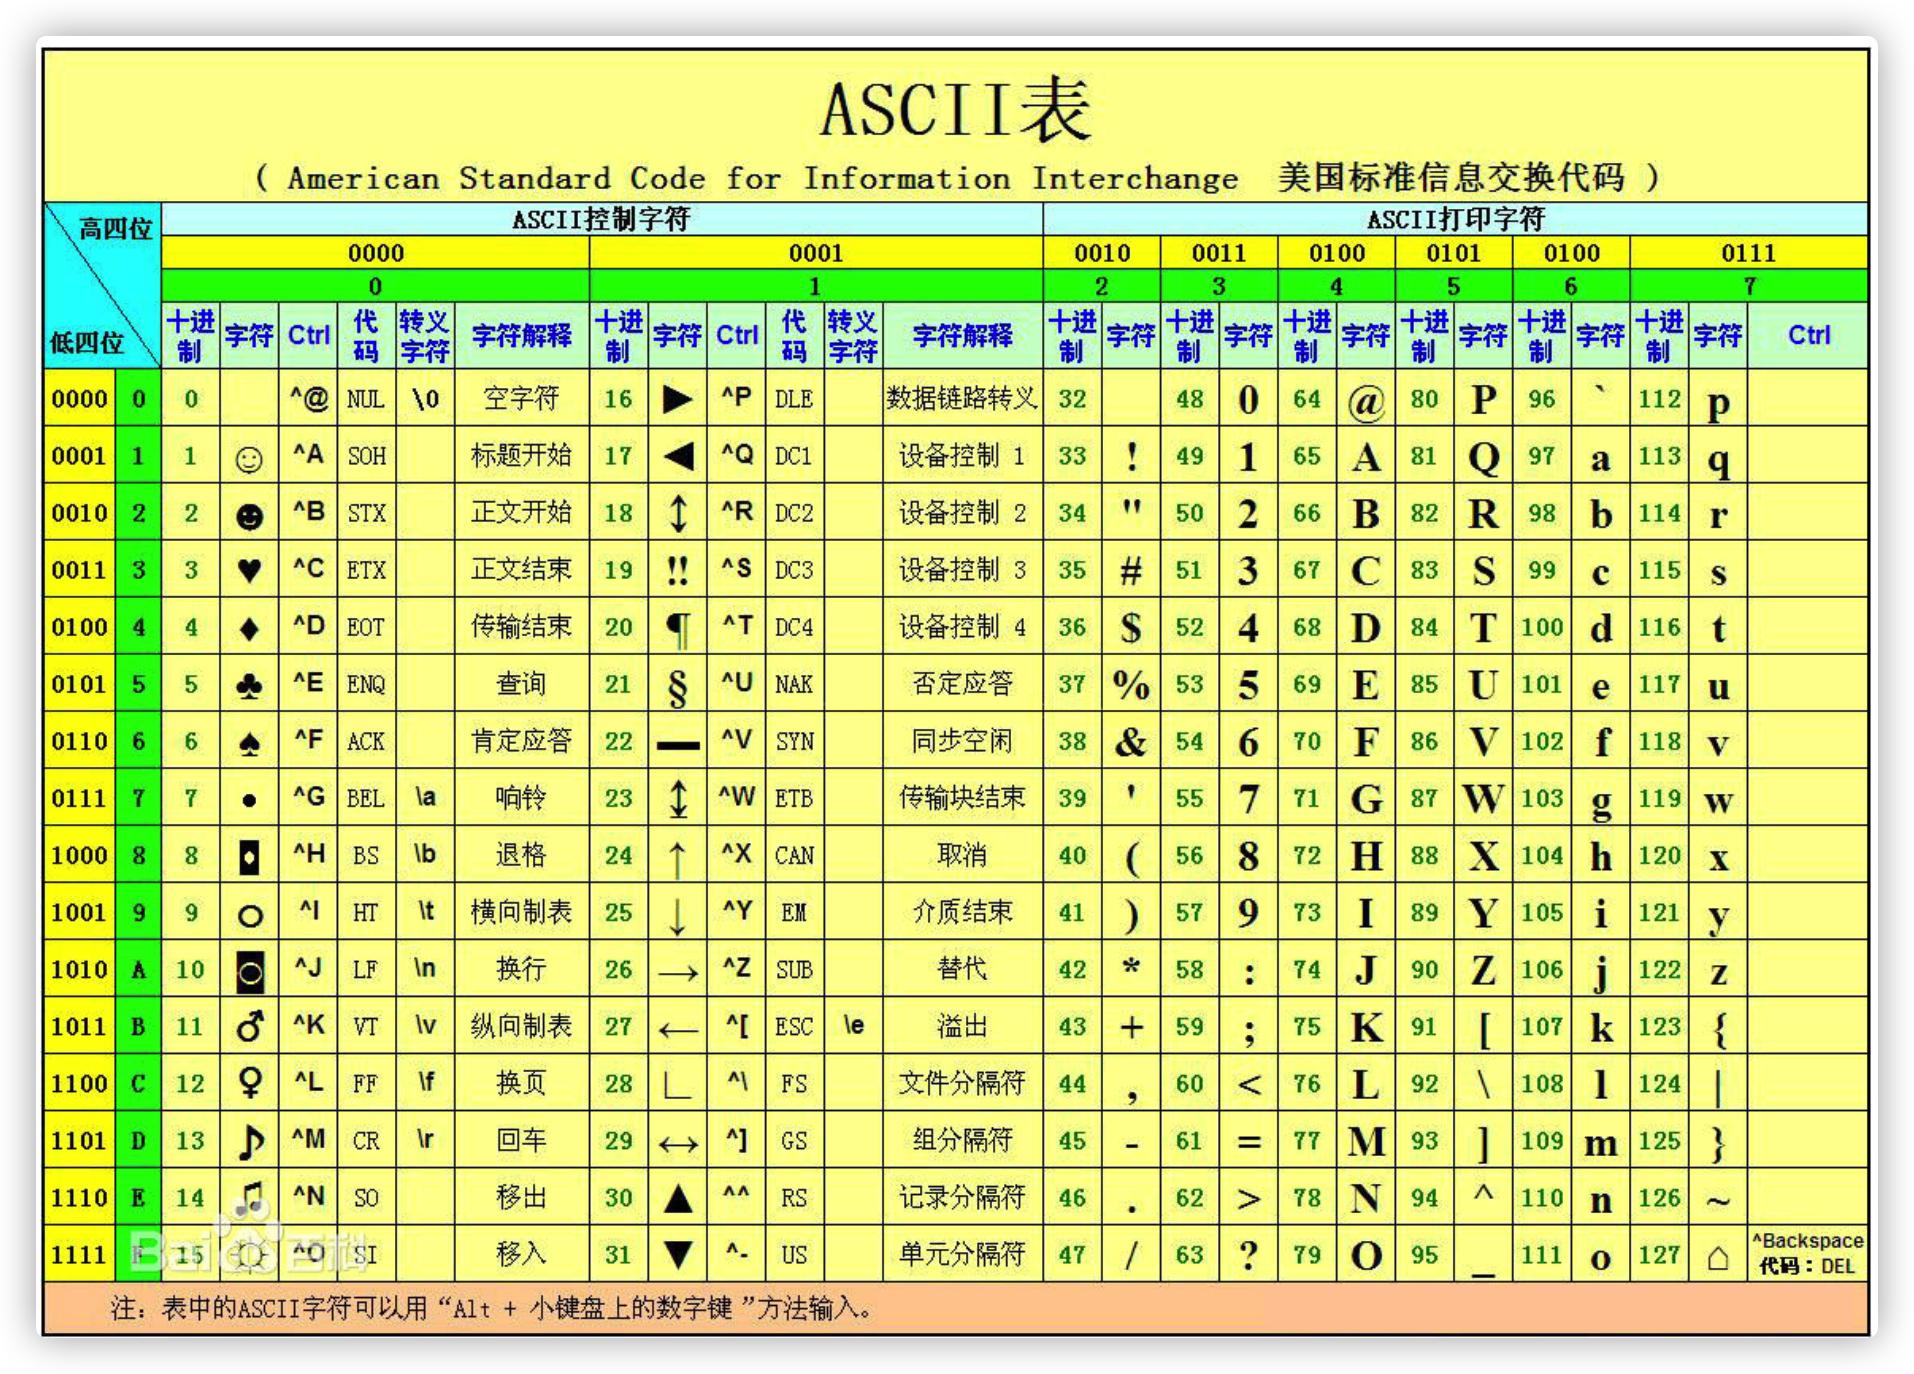 ASCII表
( American Standard Code for Information Interchange 美国标准信息交换代码 )
高四位 ASCII控制字符 ASCII打印字符
0000 0001 0010 0011 0100 0101 0100 0111
0 1 2 3 4 5 6 7
低四位 十进制 字符 Ctrl 代码 转义字符 字符解释 十进制 字符 Ctrl 代码 转义字符 字符解释 十进制 字符 十进制 字符 十进制 字符 十进制 字符 十进制 字符 十进制 字符 Ctrl
0000 0 0 ^@ NUL \0 空字符 16 ► ^P DLE 数据链路转义 32 48 0 64 @ 80 P 96 ` 112 p
0001 1 1 ☺ ^A SOH 标题开始 17 ◄ ^Q DC1 设备控制 1 33 ! 49 1 65 A 81 Q 97 a 113 q
0010 2 2 ☻ ^B STX 正文开始 18 ↕ ^R DC2 设备控制 2 34 " 50 2 66 B 82 R 98 b 114 r
0011 3 3 ♥ ^C ETX 正文结束 19 ‼ ^S DC3 设备控制 3 35 # 51 3 67 C 83 S 99 c 115 s
0100 4 4 ♦ ^D EOT 传输结束 20 ¶ ^T DC4 设备控制 4 36 $ 52 4 68 D 84 T 100 d 116 t
0101 5 5 ♣ ^E ENQ 查询 21 § ^U NAK 否定应答 37 % 53 5 69 E 85 U 101 e 117 u
0110 6 6 ♠ ^F ACK 肯定应答 22 ▬ ^V SYN 同步空闲 38 & 54 6 70 F 86 V 102 f 118 v
0111 7 7 • ^G BEL \a 响铃 23 ↨ ^W ETB 传输块结束 39 ' 55 7 71 G 87 W 103 g 119 w
1000 8 8 ◘ ^H BS \b 退格 24 ↑ ^X CAN 取消 40 ( 56 8 72 H 88 X 104 h 120 x
1001 9 9 ○ ^I HT \t 横向制表 25 ↓ ^Y EM 介质结束 41 ) 57 9 73 I 89 Y 105 i 121 y
1010 A 10 ◙ ^J LF \n 换行 26 → ^Z SUB 替代 42 * 58 : 74 J 90 Z 106 j 122 z
1011 B 11 ♂ ^K VT \v 纵向制表 27 ← ^[ ESC \e 溢出 43 + 59 ; 75 K 91 [ 107 k 123 {
1100 C 12 ♀ ^L FF \f 换页 28 ∟ ^\ FS 文件分隔符 44 , 60 < 76 L 92 \ 108 l 124 |
1101 D 13 ♪ ^M CR \r 回车 29 ↔ ^] GS 组分隔符 45 - 61 = 77 M 93 ] 109 m 125 }
1110 E 14 ♫ ^N SO 移出 30 ▲ ^^ RS 记录分隔符 46 . 62 > 78 N 94 ^ 110 n 126 ~
1111 F 15 ☼ ^O SI 移入 31 ▼ ^- US 单元分隔符 47 / 63 ? 79 O 95 _ 111 o 127 ⌂ ^Backspace 代码：DEL
Baidu百科
注：表中的ASCII字符可以用“Alt + 小键盘上的数字键”方法输入。